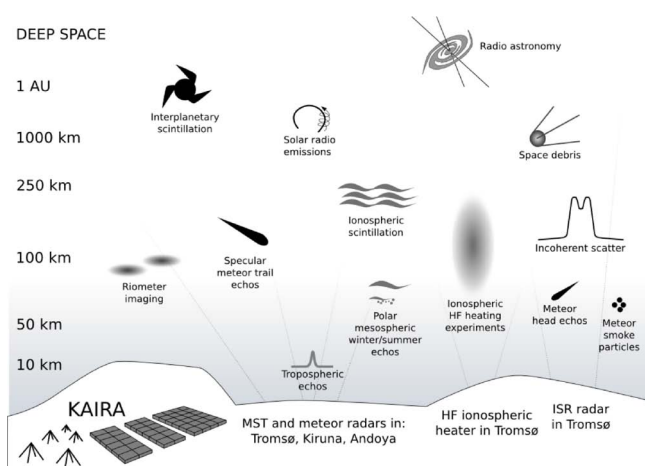 DEEP SPACE
Radio astronomy
1 AU
Interplanetary
scintillation
Solar radio
emissions
1000 km
Space debris
250 km
Ionospheric
scintillation
Incoherent scatter
100 km
Specular
meteor trail
echos
Riometer
imaging
Ionospheric
HF heating
experiments
Meteor
head echos
Meteor
smoke
particles
50 km
Polar
mesospheric
winter/summer
echos
10 km
Tropospheric
echos
KAIRA
MST and meteor radars in:
Tromsø, Kiruna, Andoya
HF ionospheric
heater in Tromsø
ISR radar
in Tromsø